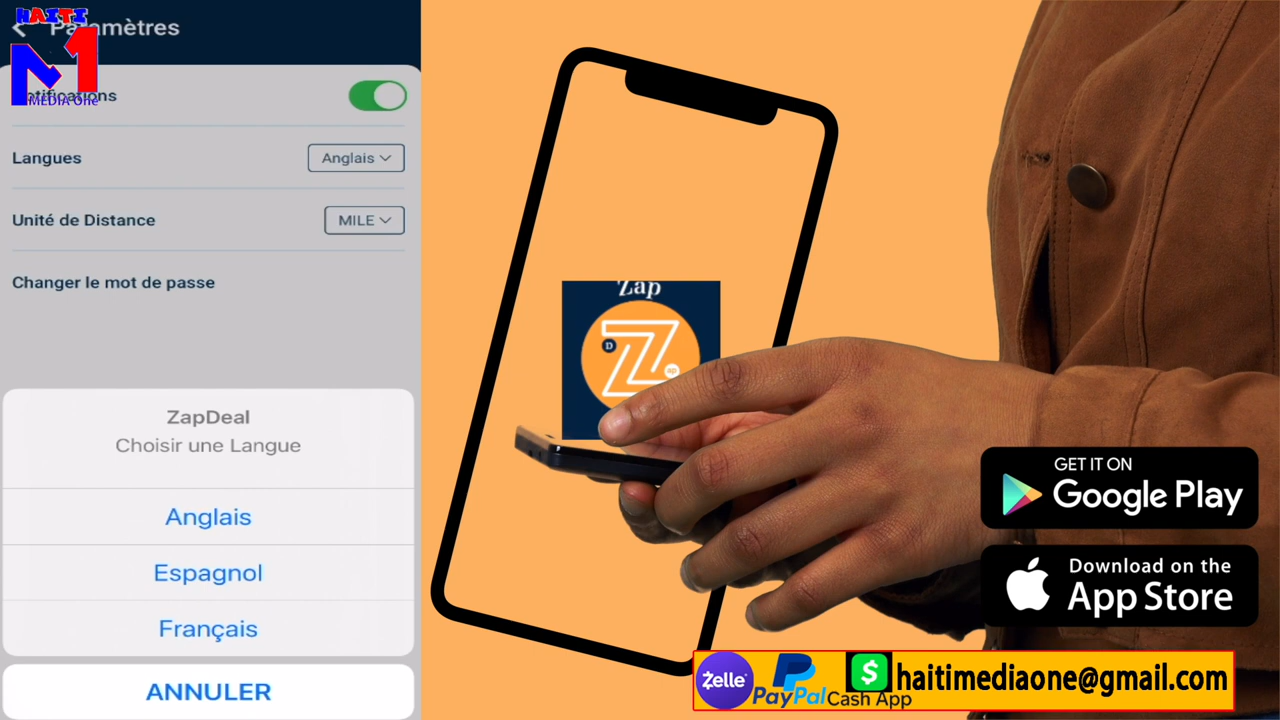 HAITI
M1
MEDIA One
Paramètres
Notifications
Langues
Anglais
Unité de Distance
MILE
Changer le mot de passe
ZapDeal
Choisir une Langue
Anglais
Espagnol
Français
ANNULER
Zap
D
ap
GET IT ON
Google Play
Download on the
App Store
Zelle
PayPal
$
Cash App
haitimediaone@gmail.com